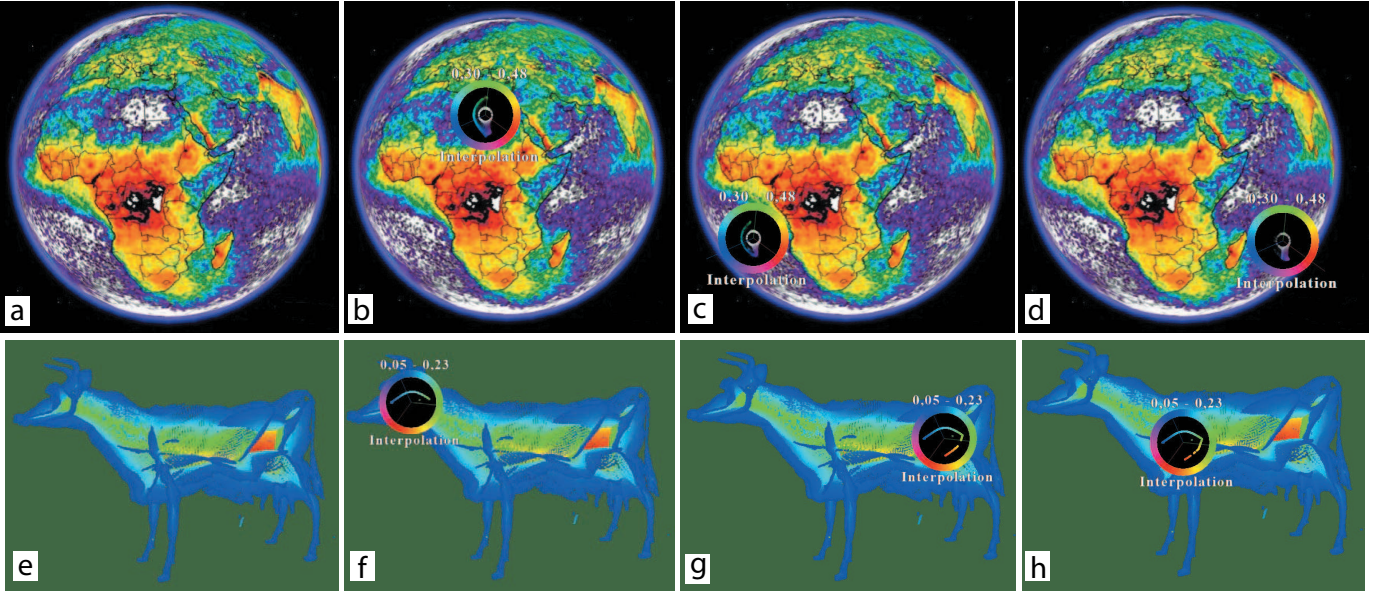 0,30 - 0,48
Interpolation
a
b
0,30 - 0,48
Interpolation
c
0,30 - 0,48
Interpolation
d
0,05 - 0,23
Interpolation
e
f
0,05 - 0,23
Interpolation
g
0,05 - 0,23
Interpolation
h